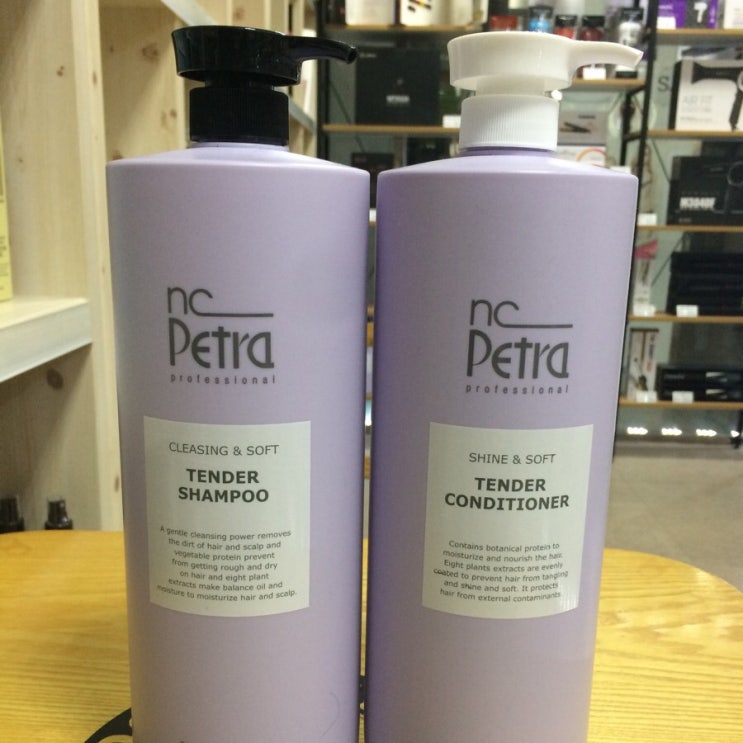 nc
Petra
professional
CLEASING & SOFT
TENDER
SHAMPOO
A gentle cleansing power removes
the dirt of hair and scalp and
vegetable protein prevent
from getting rough and dry
on hair and eight plant
extracts make balance oil and
moisture to moisturize hair and scalp.
nc
Petra
professional
SHINE & SOFT
TENDER
CONDITIONER
Contains botanical protein to
moisturize and nourish the hair.
Eight plants extracts are evenly
coated to prevent hair from tangling
and shine and soft. It protects
hair from external contaminants.
AIR FIT